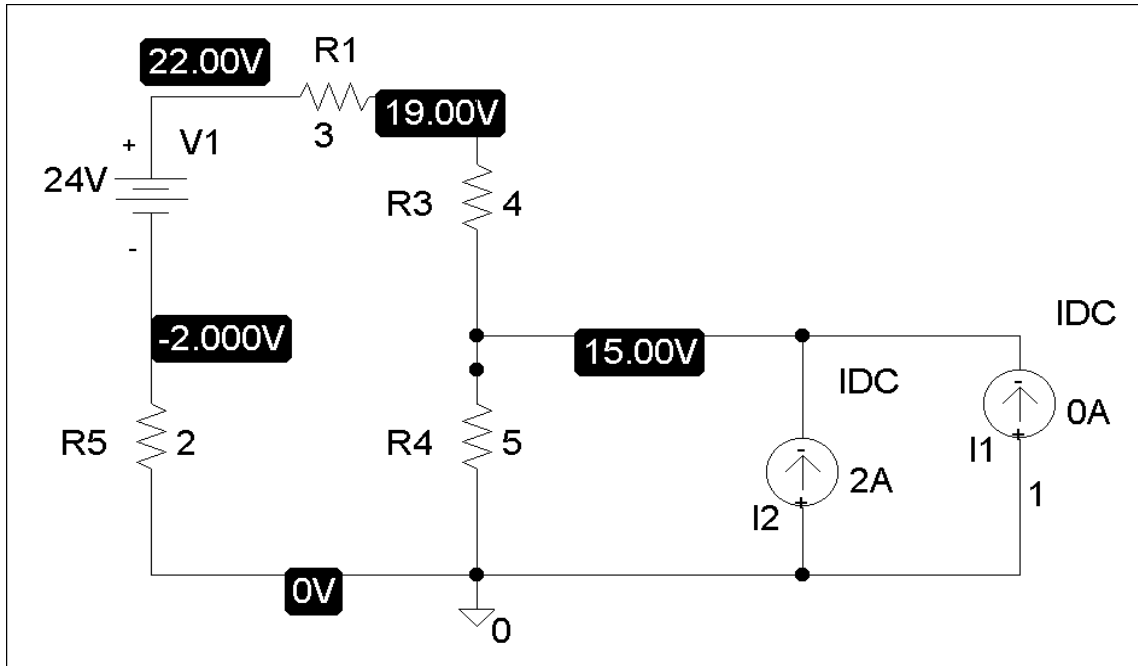 22.00V
R1
19.00V
3
+
V1
24V
R3
4
-
-2.000V
IDC
15.00V
IDC
-
0A
R5
2
R4
5
+
I1
-
2A
1
+
I2
0V
0